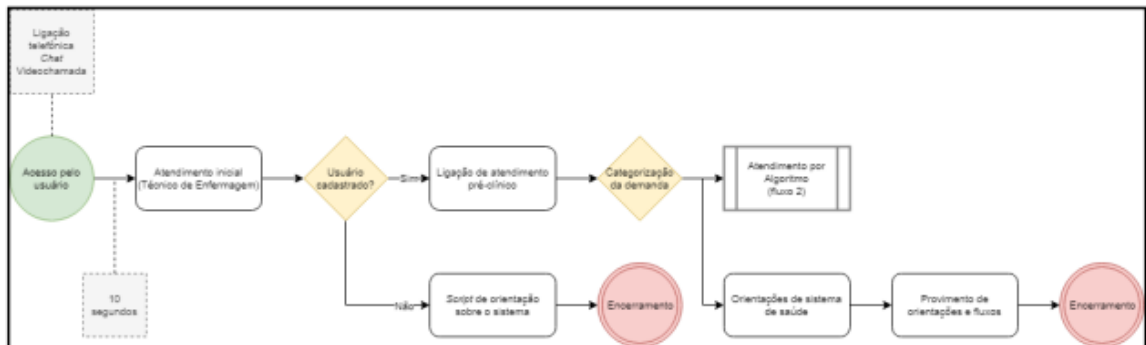 Ligação
telefônica
Chat
Videochamada
Acesso pelo
usuário
10
segundos
Atendimento inicial
(Técnico de Enfermagem)
Usuário
cadastrado?
Sim
Ligação de atendimento
pré-clínico
Categorização
da demanda
Atendimento por
Algoritmo
(fluxo 2)
Não
Script de orientação
sobre o sistema
Encerramento
Orientações de sistema
de saúde
Provimento de
orientações e fluxos
Encerramento